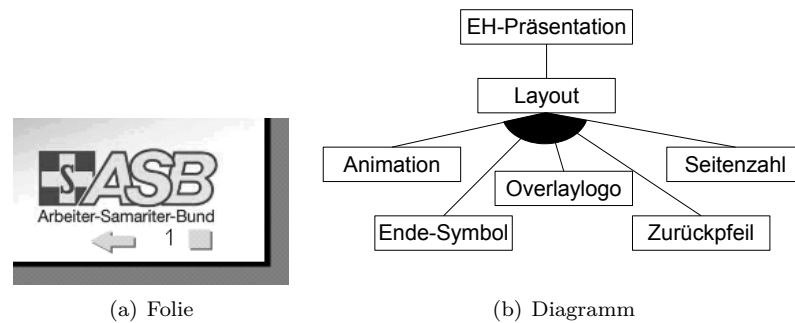 S ASB
Arbeiter-Samariter-Bund
1
(a) Folie
EH-Präsentation
Layout
Animation
Seitenzahl
Overlaylogo
Ende-Symbol
Zurückpfeil
(b) Diagramm